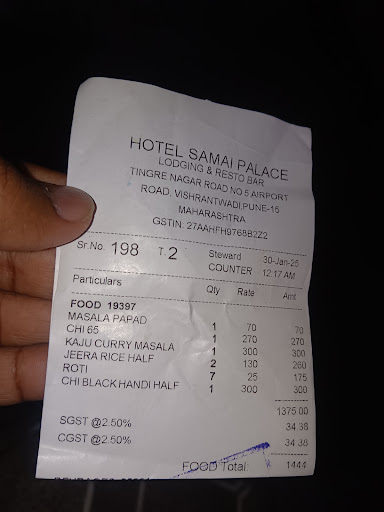 HOTEL SAMAI PALACE
LODGING & RESTO BAR
TINGRE NAGAR ROAD NO 5 AIRPORT
ROAD. VISHRANTWADI,PUNE-15
MAHARASHTRA
GSTIN. 27AAHFH9768B2Z2
Sr.No. 198 T. 2 Steward 30-Jan-25
COUNTER 12.17 AM
Particulars Qty Rate Amt
FOOD 19397
MASALA PAPAD 1 70 70
CHI 65 1 270 270
KAJU CURRY MASALA 1 300 300
JEERA RICE HALF 2 130 260
ROTI 7 25 175
CHI BLACK HANDI HALF 1 300 300
1375.00
SGST @2.50% 34.38
CGST @2.50% 34.38
FOOD Total: 1444